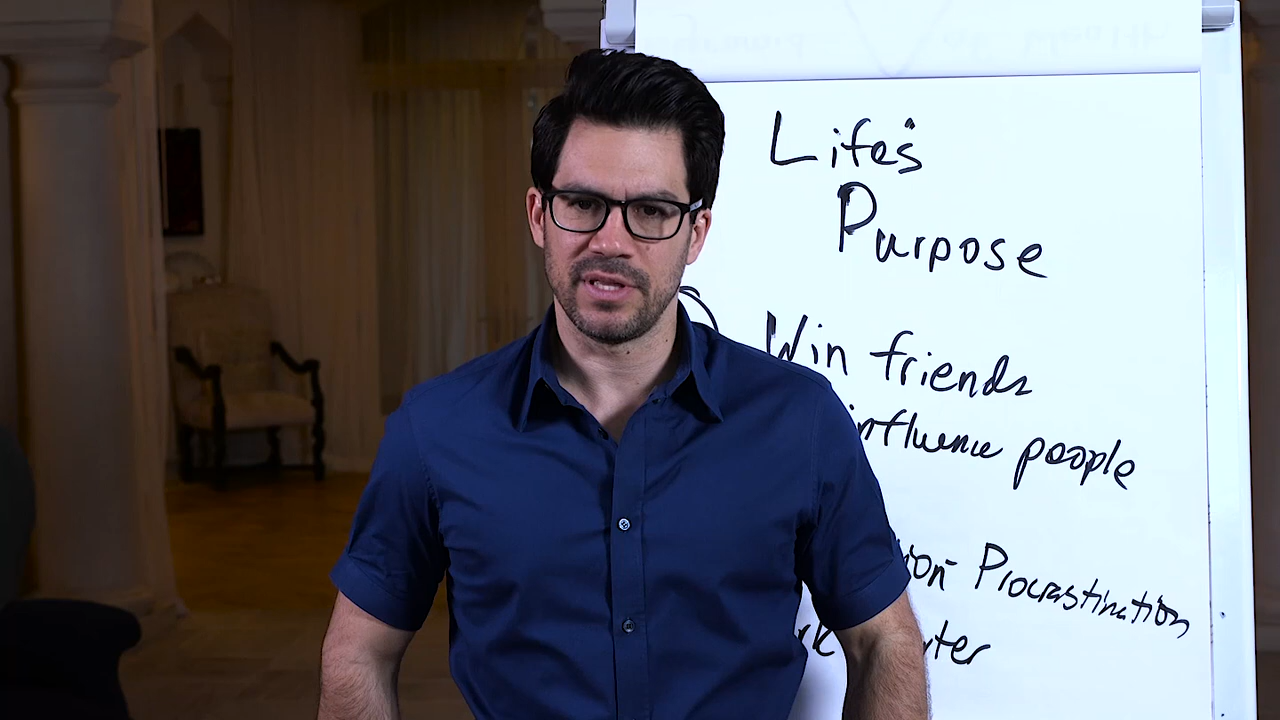 Life's
Purpose
Win friends
influence people
Procrastination